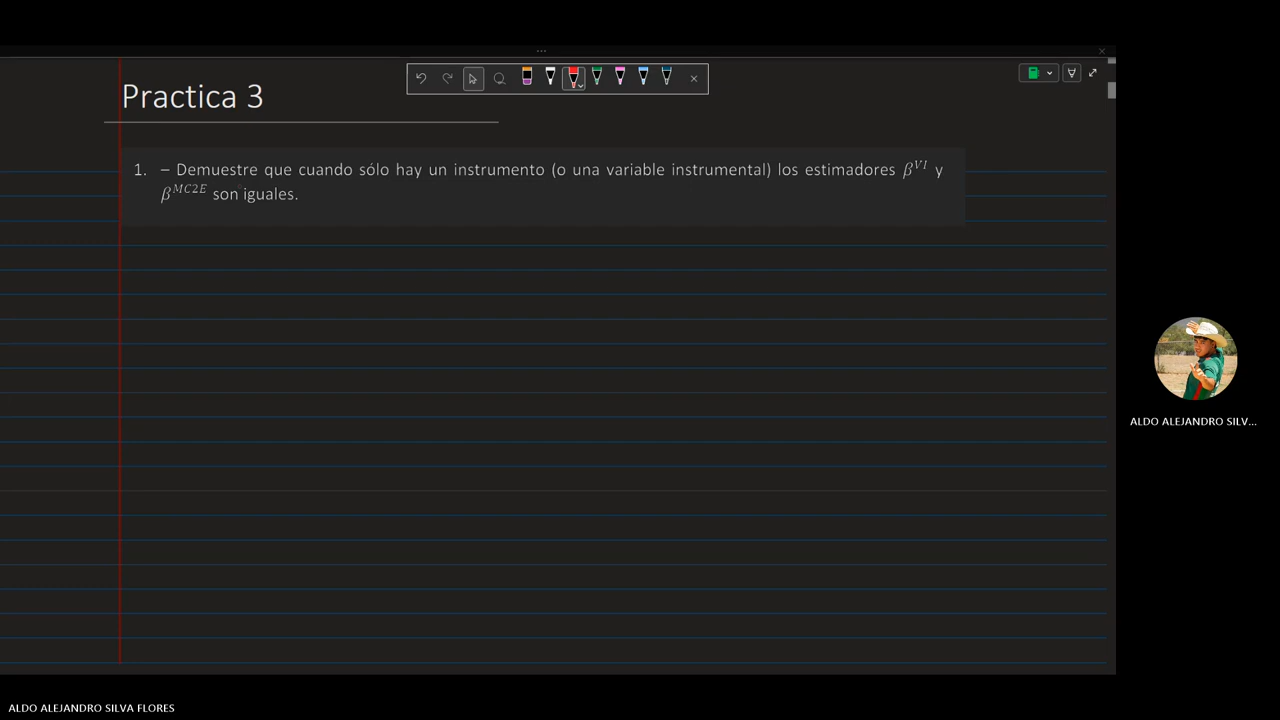 Practica 3
1. – Demuestre que cuando sólo hay un instrumento (o una variable instrumental) los estimadores β^VI y
β^MC2E son iguales.
ALDO ALEJANDRO SILV...
ALDO ALEJANDRO SILVA FLORES